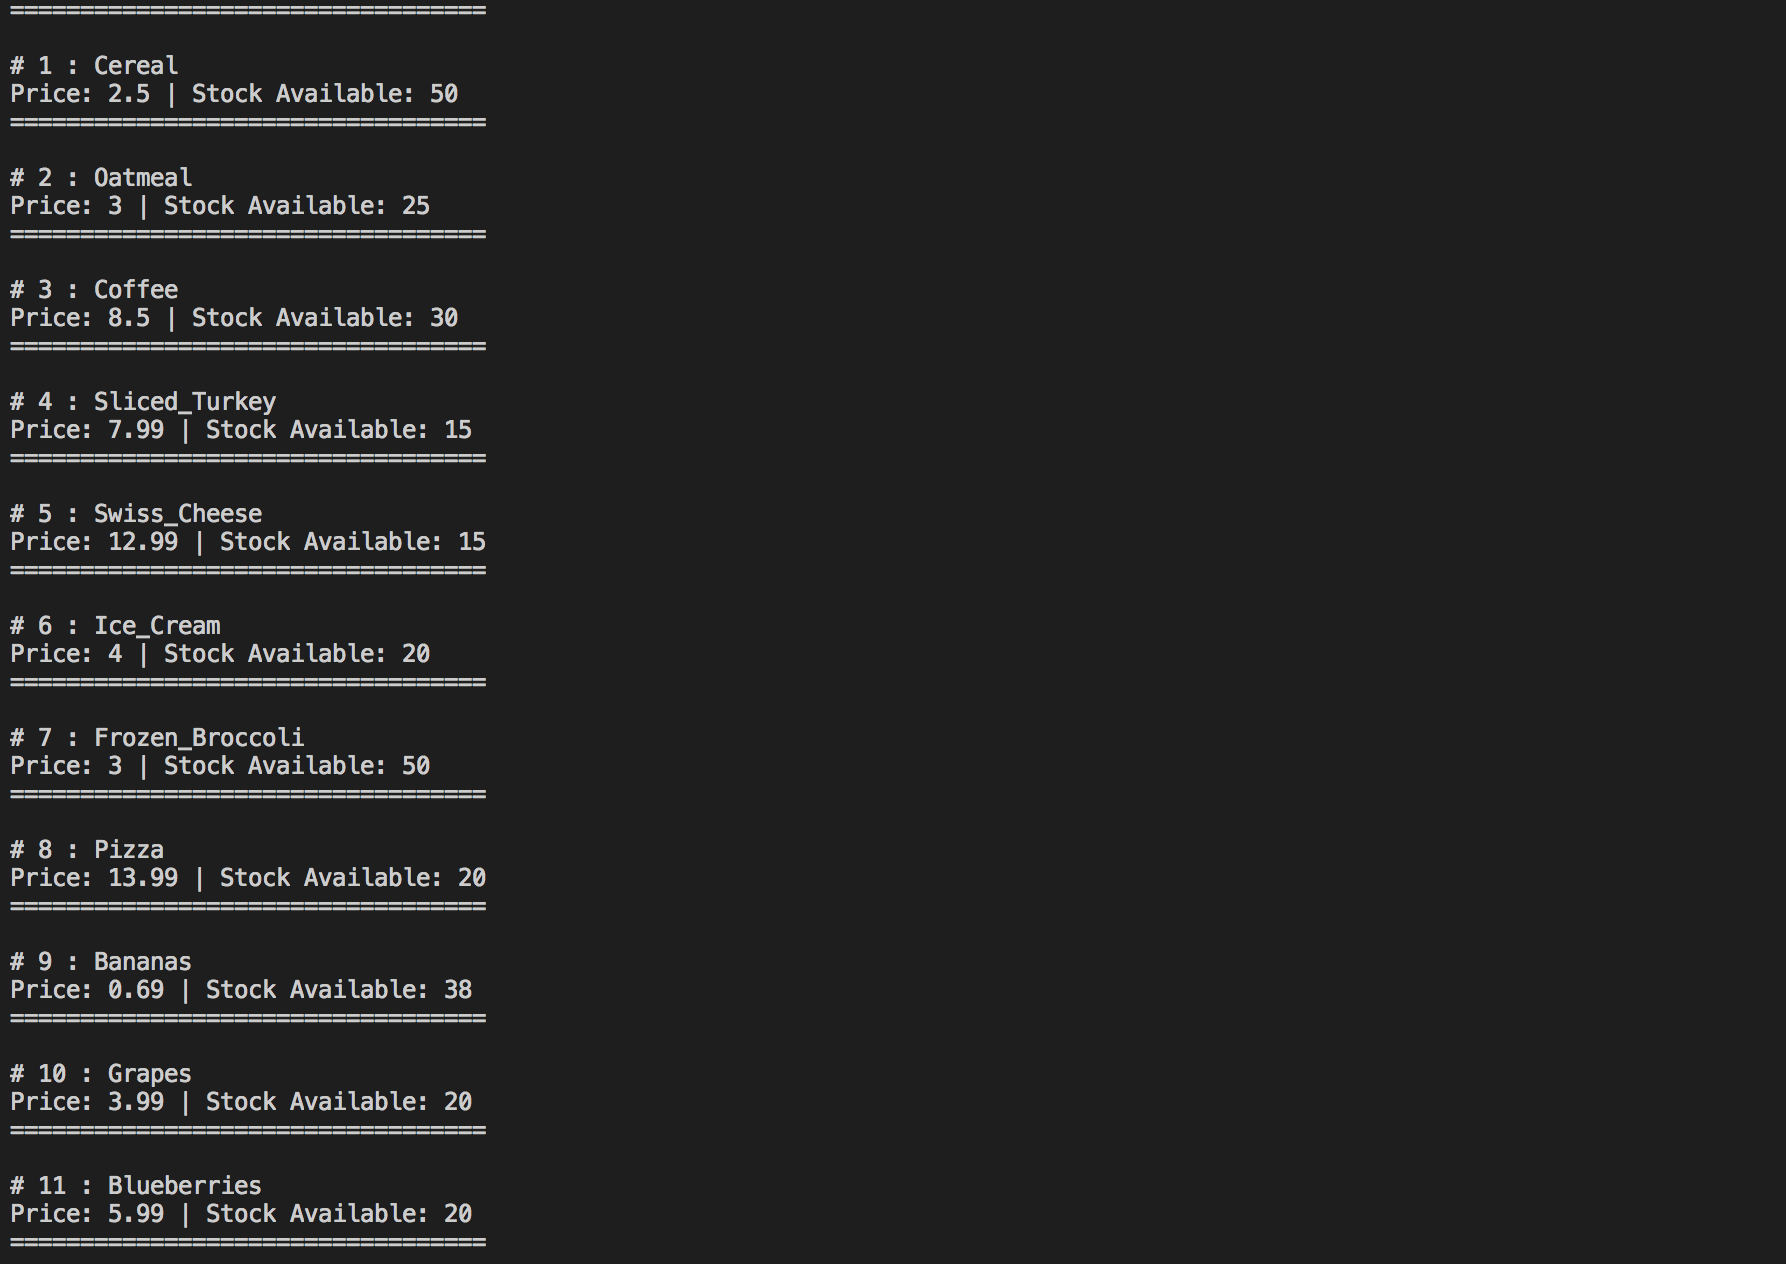 ==================================
# 1 : Cereal
Price: 2.5 | Stock Available: 50
==================================
# 2 : Oatmeal
Price: 3 | Stock Available: 25
==================================
# 3 : Coffee
Price: 8.5 | Stock Available: 30
==================================
# 4 : Sliced_Turkey
Price: 7.99 | Stock Available: 15
==================================
# 5 : Swiss_Cheese
Price: 12.99 | Stock Available: 15
==================================
# 6 : Ice_Cream
Price: 4 | Stock Available: 20
==================================
# 7 : Frozen_Broccoli
Price: 3 | Stock Available: 50
==================================
# 8 : Pizza
Price: 13.99 | Stock Available: 20
==================================
# 9 : Bananas
Price: 0.69 | Stock Available: 38
==================================
# 10 : Grapes
Price: 3.99 | Stock Available: 20
==================================
# 11 : Blueberries
Price: 5.99 | Stock Available: 20
==================================